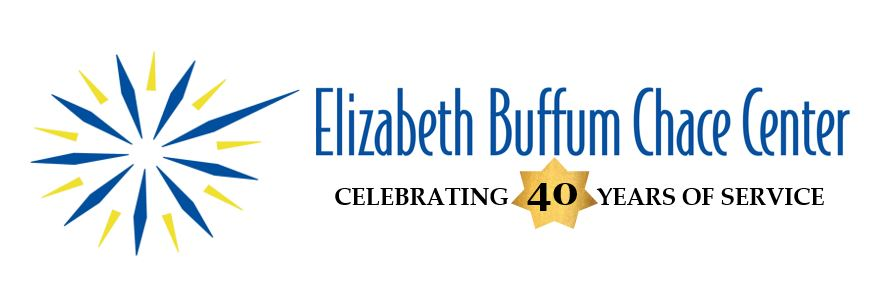 Elizabeth Buffum Chace Center
CELEBRATING 40 YEARS OF SERVICE